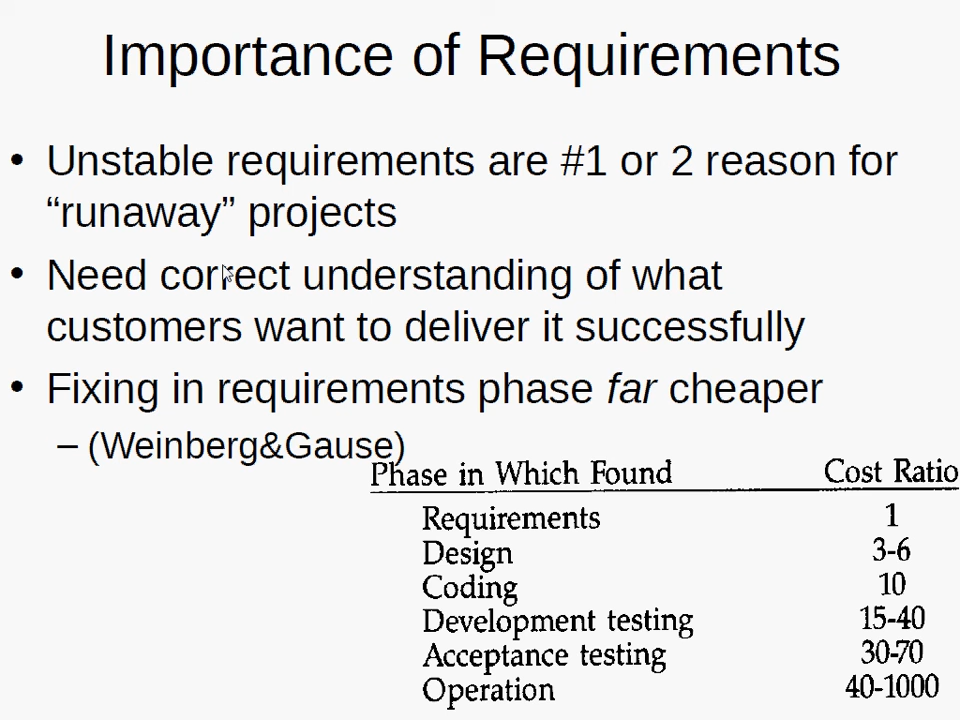 Importance of Requirements
• Unstable requirements are #1 or 2 reason for
“runaway” projects
• Need correct understanding of what
customers want to deliver it successfully
• Fixing in requirements phase far cheaper
– (Weinberg&Gause)
Phase in Which Found Cost Ratio
Requirements 1
Design 3-6
Coding 10
Development testing 15-40
Acceptance testing 30-70
Operation 40-1000